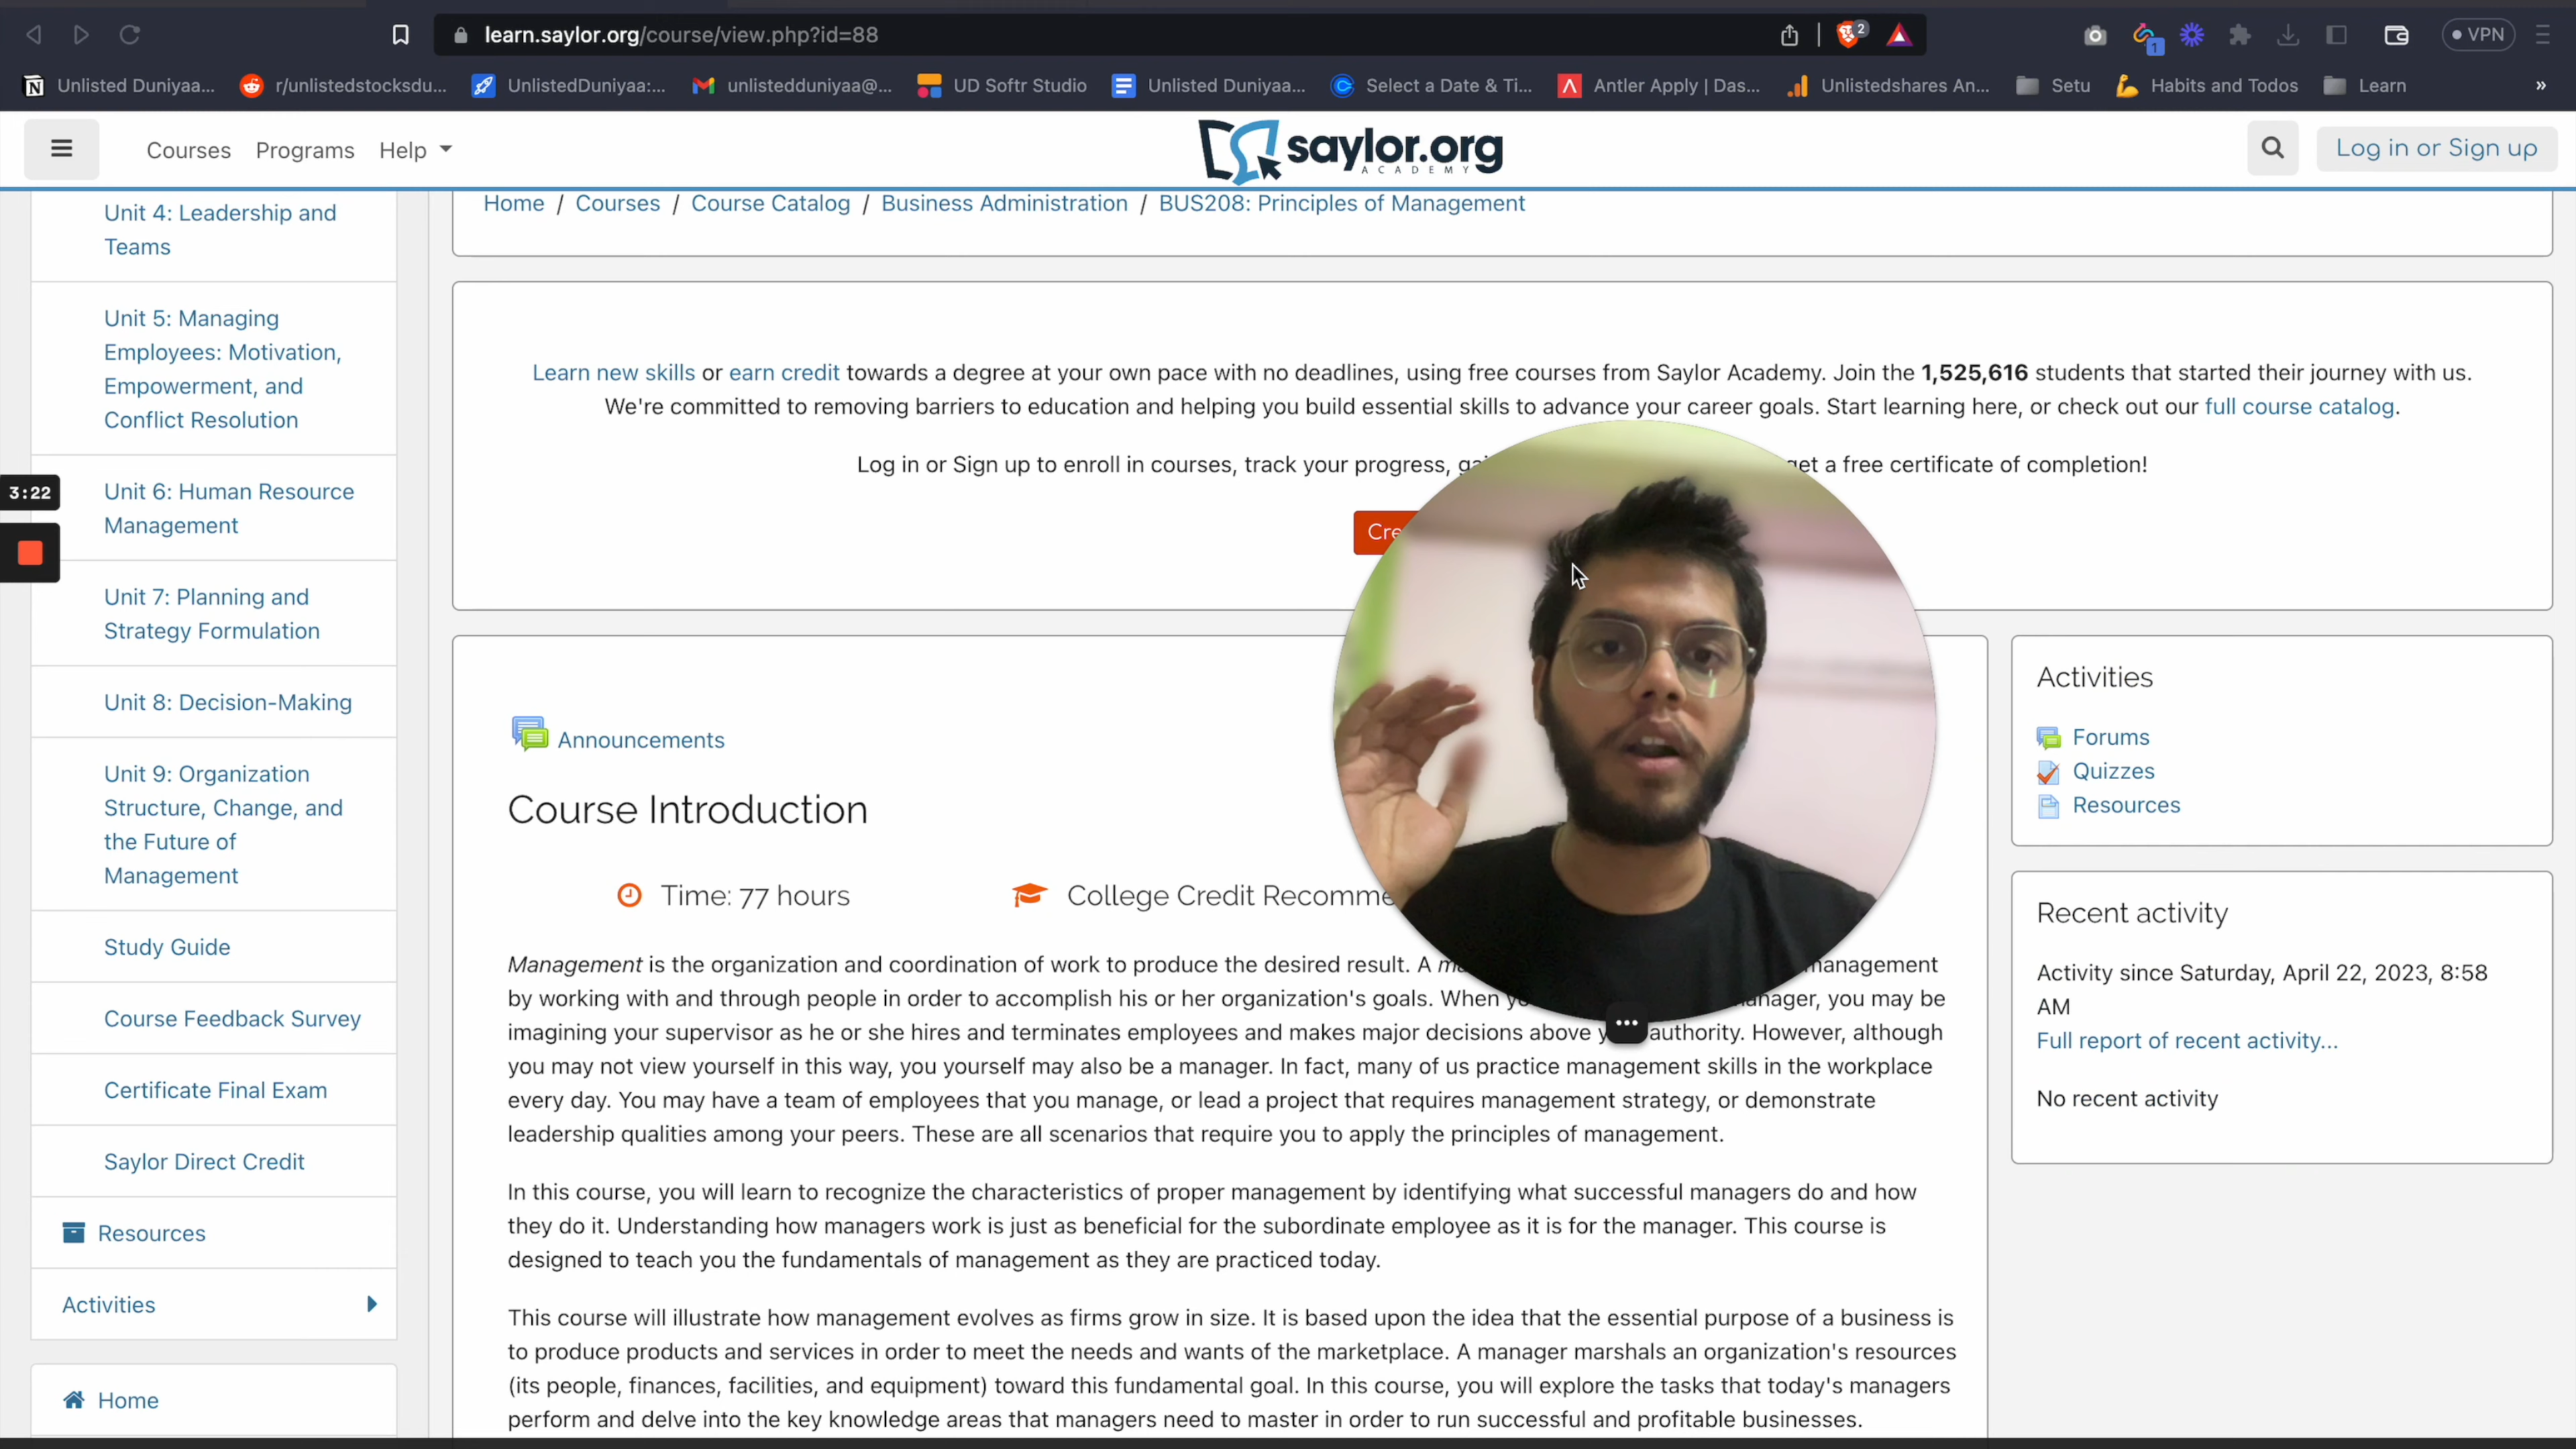 learn.saylor.org/course/view.php?id=88
2
1
VPN
Unlisted Duniyaa...
r/unlistedstocksdu...
UnlistedDuniyaa:...
unlistedduniyaa@...
UD Softr Studio
Unlisted Duniyaa...
Select a Date & Ti...
Antler Apply | Das...
Unlistedshares An...
Setu
Habits and Todos
Learn
»
Courses
Programs
Help
saylor.org
ACADEMY
Log in or Sign up
Unit 4: Leadership and
Teams
Unit 5: Managing
Employees: Motivation,
Empowerment, and
Conflict Resolution
3:22
Unit 6: Human Resource
Management
Unit 7: Planning and
Strategy Formulation
Unit 8: Decision-Making
Unit 9: Organization
Structure, Change, and
the Future of
Management
Study Guide
Course Feedback Survey
Certificate Final Exam
Saylor Direct Credit
Resources
Activities
Home
Home / Courses / Course Catalog / Business Administration / BUS208: Principles of Management
Learn new skills or earn credit towards a degree at your own pace with no deadlines, using free courses from Saylor Academy. Join the 1,525,616 students that started their journey with us.
We're committed to removing barriers to education and helping you build essential skills to advance your career goals. Start learning here, or check out our full course catalog.
Log in or Sign up to enroll in courses, track your progress, get a free certificate of completion!
Cre
Announcements
Course Introduction
Time: 77 hours
College Credit Recomme
Management is the organization and coordination of work to produce the desired result. A management
by working with and through people in order to accomplish his or her organization's goals. When manager, you may be
imagining your supervisor as he or she hires and terminates employees and makes major decisions above authority. However, although
you may not view yourself in this way, you yourself may also be a manager. In fact, many of us practice management skills in the workplace
every day. You may have a team of employees that you manage, or lead a project that requires management strategy, or demonstrate
leadership qualities among your peers. These are all scenarios that require you to apply the principles of management.
In this course, you will learn to recognize the characteristics of proper management by identifying what successful managers do and how
they do it. Understanding how managers work is just as beneficial for the subordinate employee as it is for the manager. This course is
designed to teach you the fundamentals of management as they are practiced today.
This course will illustrate how management evolves as firms grow in size. It is based upon the idea that the essential purpose of a business is
to produce products and services in order to meet the needs and wants of the marketplace. A manager marshals an organization's resources
(its people, finances, facilities, and equipment) toward this fundamental goal. In this course, you will explore the tasks that today's managers
perform and delve into the key knowledge areas that managers need to master in order to run successful and profitable businesses.
Activities
Forums
Quizzes
Resources
Recent activity
Activity since Saturday, April 22, 2023, 8:58
AM
Full report of recent activity...
No recent activity